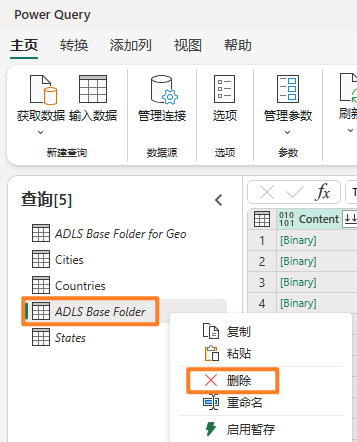 Power Query
主页 转换 添加列 视图 帮助
获取数据 输入数据 管理连接 选项 管理参数
新建查询 数据源 选项 参数
查询[5]
fx
ADLS Base Folder for Geo
Cities
Countries
ADLS Base Folder
States
010
101 Content
1 [Binary]
2 [Binary]
3 [Binary]
4 [Binary]
复制
粘贴
删除
重命名
启用暂存